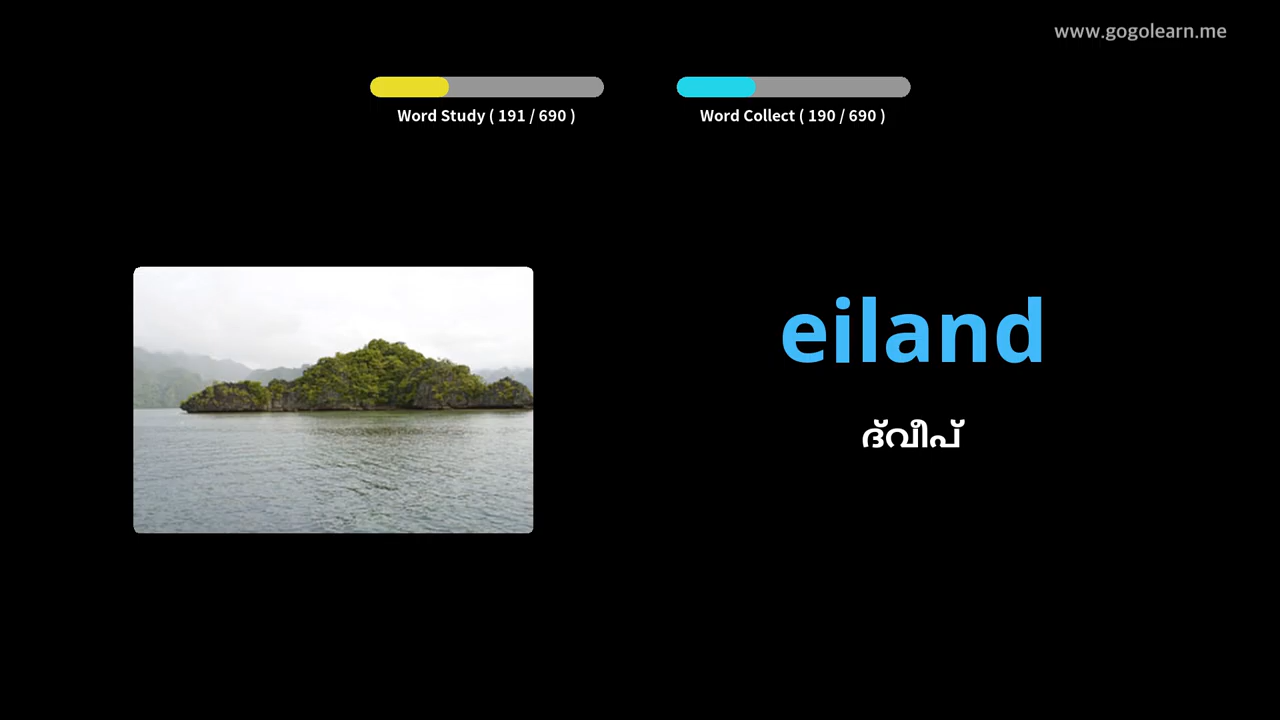 www.gogolearn.me
Word Study ( 191 / 690 )
Word Collect ( 190 / 690 )
eiland
ദ്വീപ്